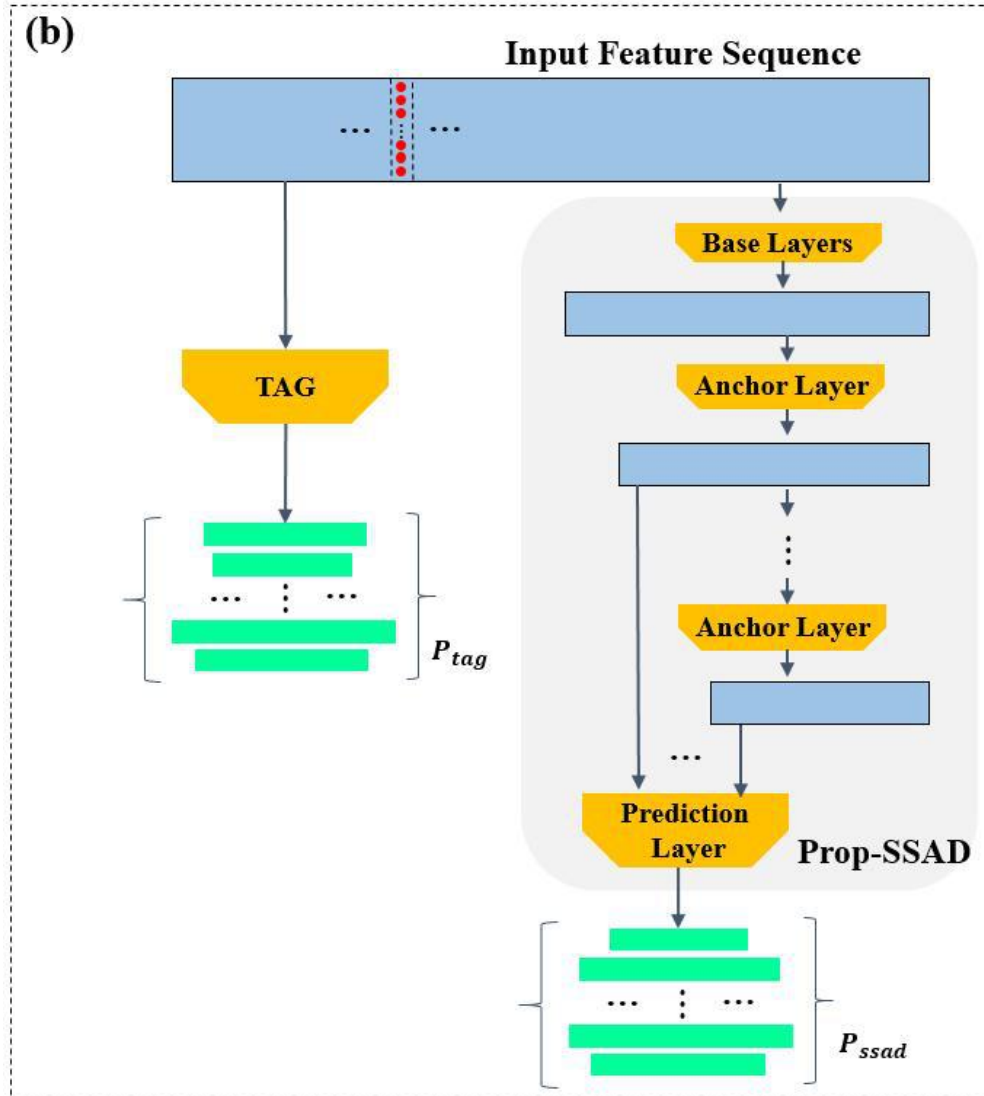 (b)
Input Feature Sequence
... ⋮ ...
Base Layers
TAG
Anchor Layer
⋮
... ⋮ ...
Anchor Layer
P_tag
...
Prediction
Layer
Prop-SSAD
... ⋮ ...
P_ssad